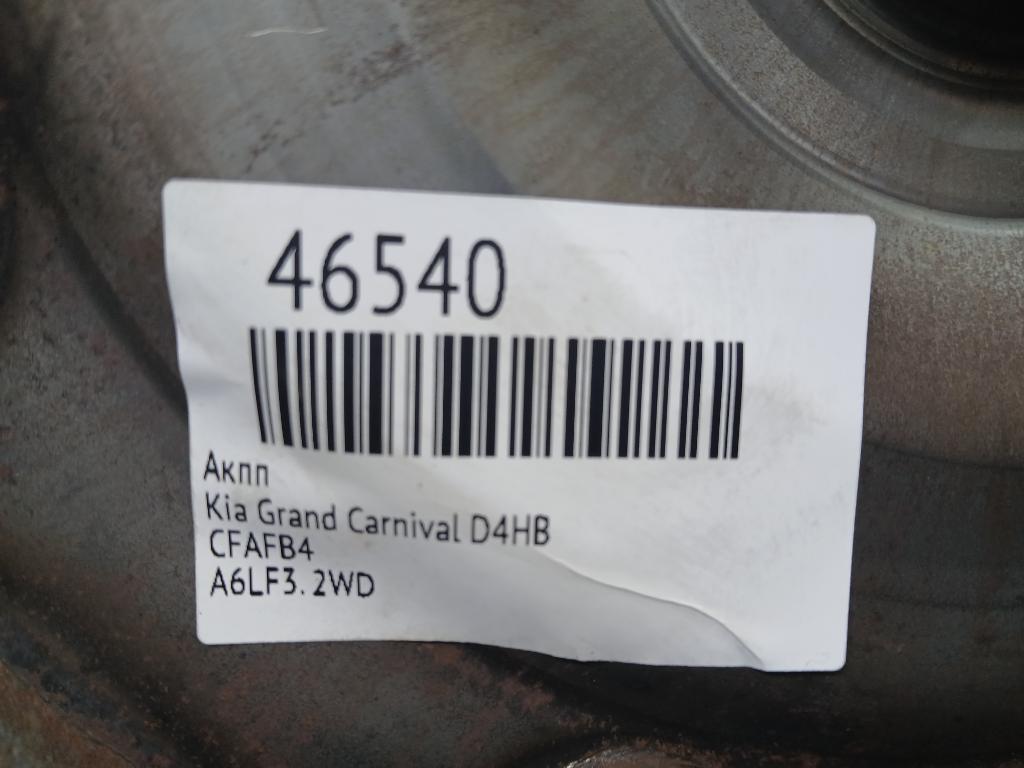 46540
Акпп
Kia Grand Carnival D4HB
CFAFB4
A6LF3. 2WD